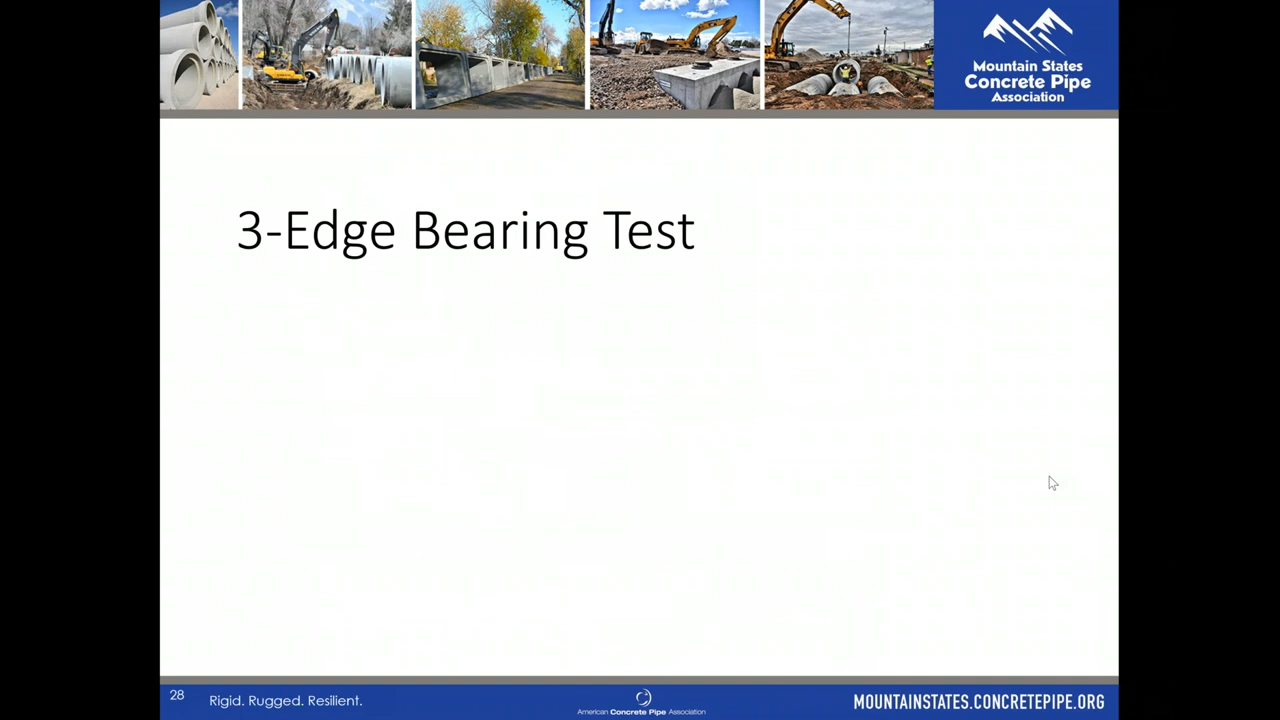 Mountain States
Concrete Pipe
Association
3-Edge Bearing Test
28
Rigid. Rugged. Resilient.
American Concrete Pipe Association
MOUNTAINSTATES.CONCRETEPIPE.ORG